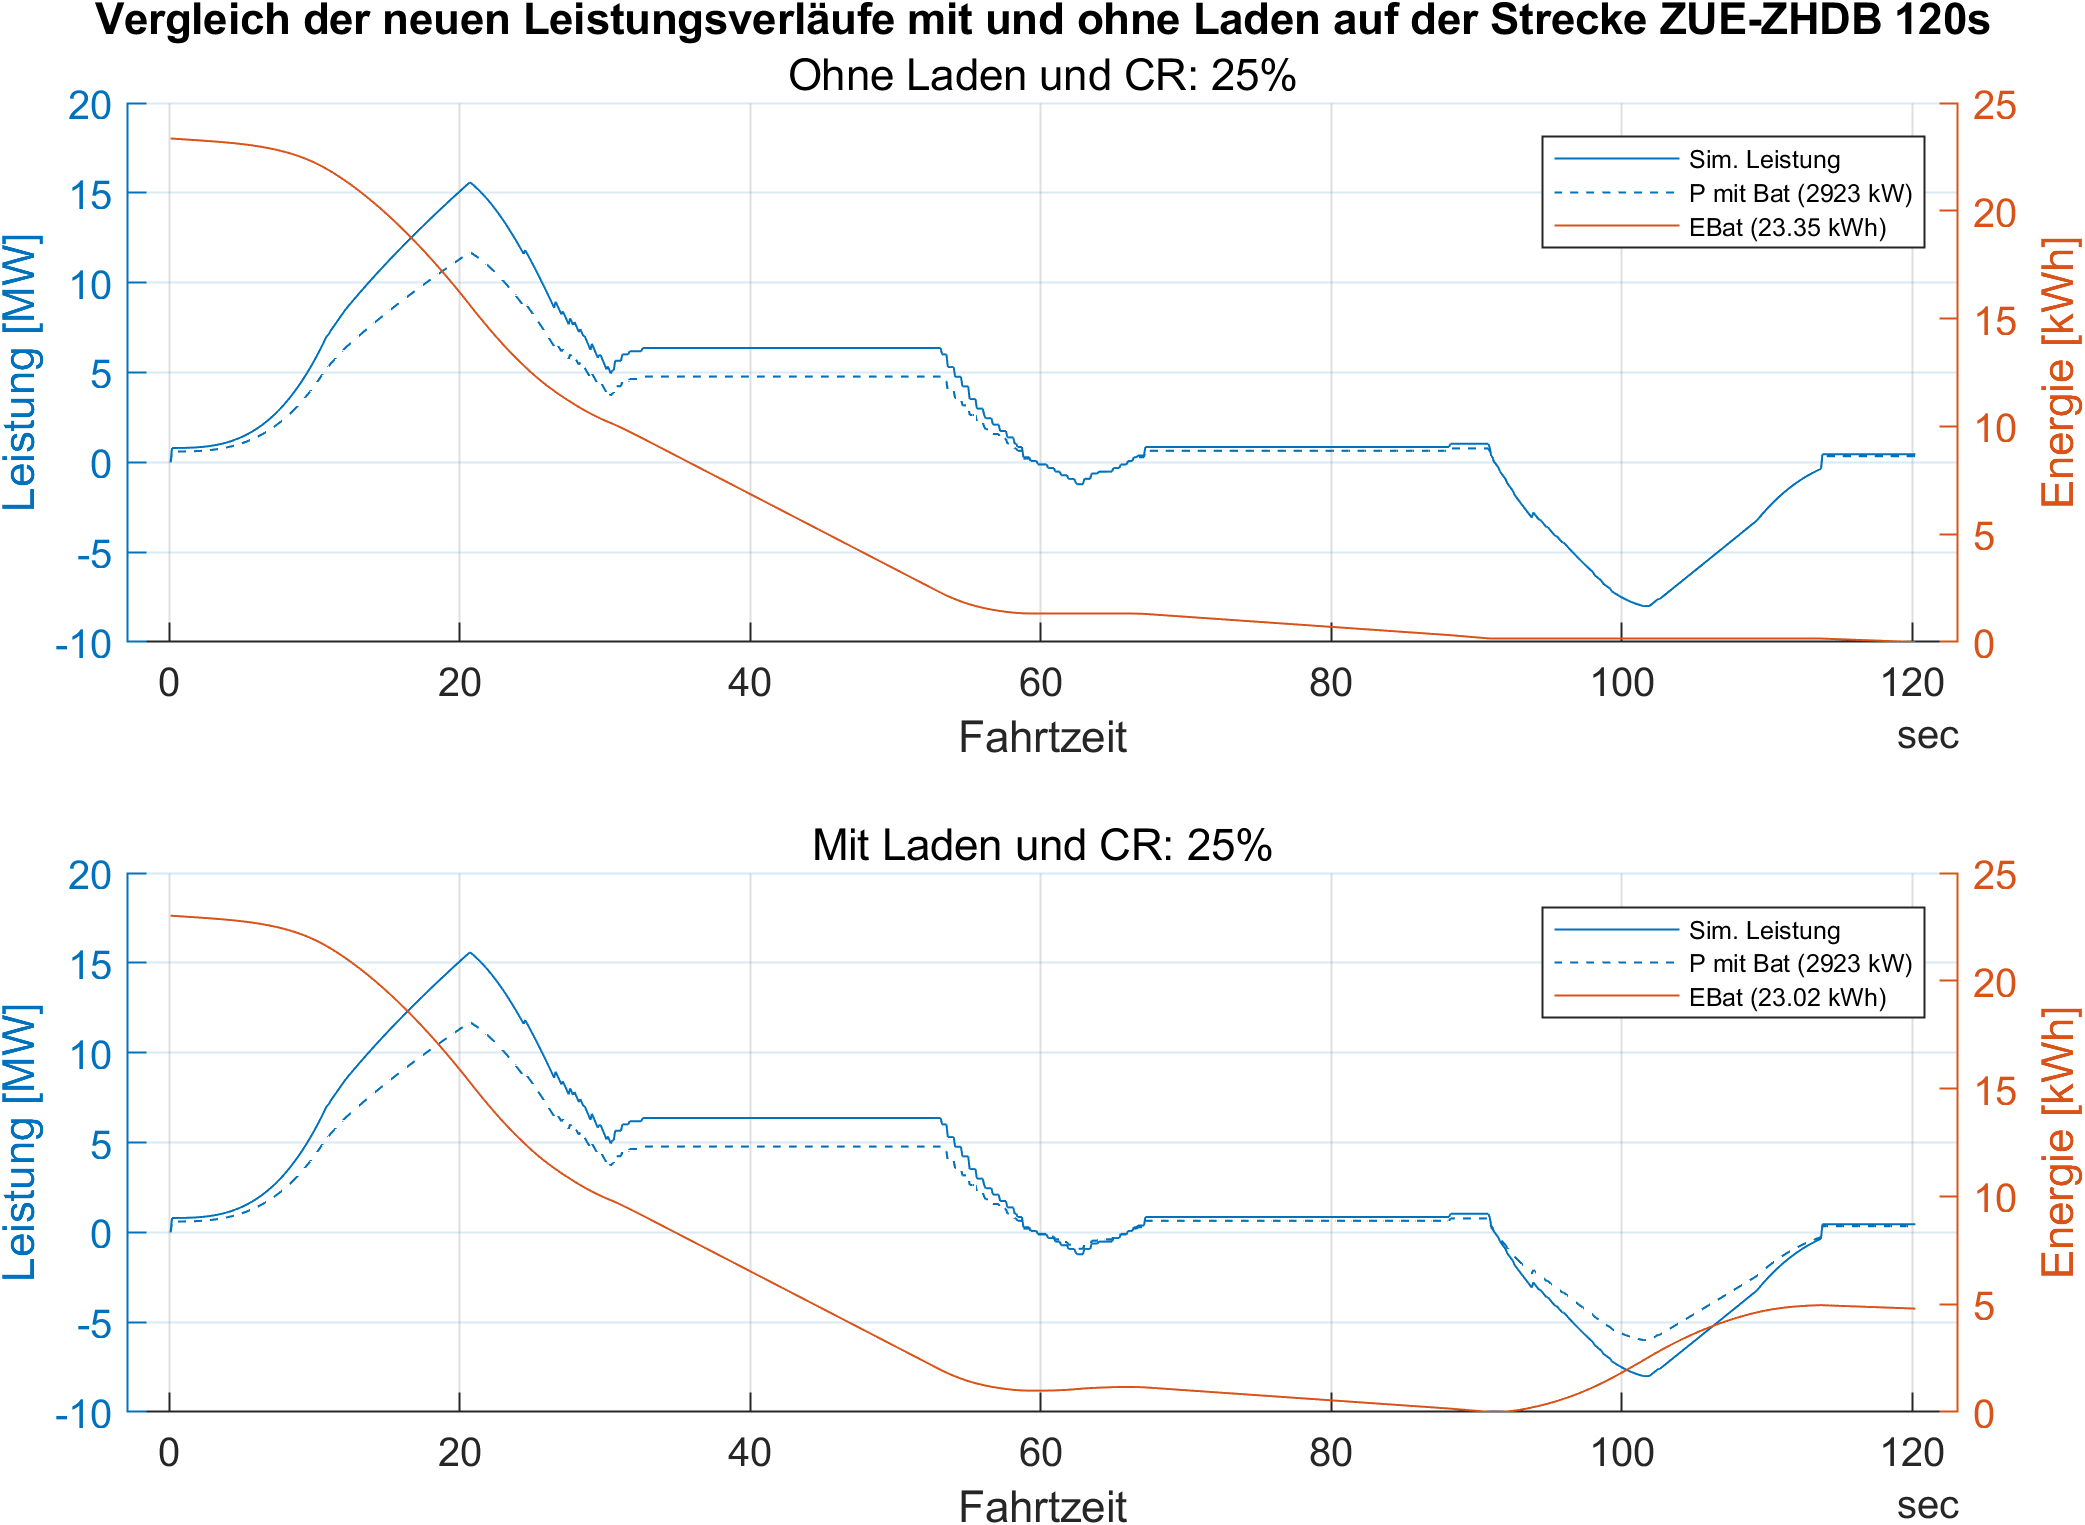 Vergleich der neuen Leistungsverläufe mit und ohne Laden auf der Strecke ZUE-ZHDB 120s
Ohne Laden und CR: 25%
20
15
10
5
0
-5
-10
Leistung [MW]
25
20
15
10
5
0
Energie [kWh]
Sim. Leistung
P mit Bat (2923 kW)
EBat (23.35 kWh)
0 20 40 60 80 100 120
Fahrtzeit
sec
Mit Laden und CR: 25%
20
15
10
5
0
-5
-10
Leistung [MW]
25
20
15
10
5
0
Energie [kWh]
Sim. Leistung
P mit Bat (2923 kW)
EBat (23.02 kWh)
0 20 40 60 80 100 120
Fahrtzeit
sec